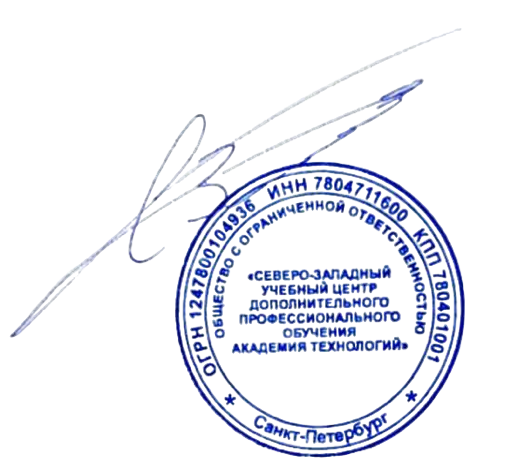 ОГРН 1247800104936 ИНН 7804711600 КПП 780401001
ОБЩЕСТВО С ОГРАНИЧЕННОЙ ОТВЕТСТВЕННОСТЬЮ
«СЕВЕРО-ЗАПАДНЫЙ
УЧЕБНЫЙ ЦЕНТР
ДОПОЛНИТЕЛЬНОГО
ПРОФЕССИОНАЛЬНОГО
ОБУЧЕНИЯ
АКАДЕМИЯ ТЕХНОЛОГИЙ»
* Санкт-Петербург *